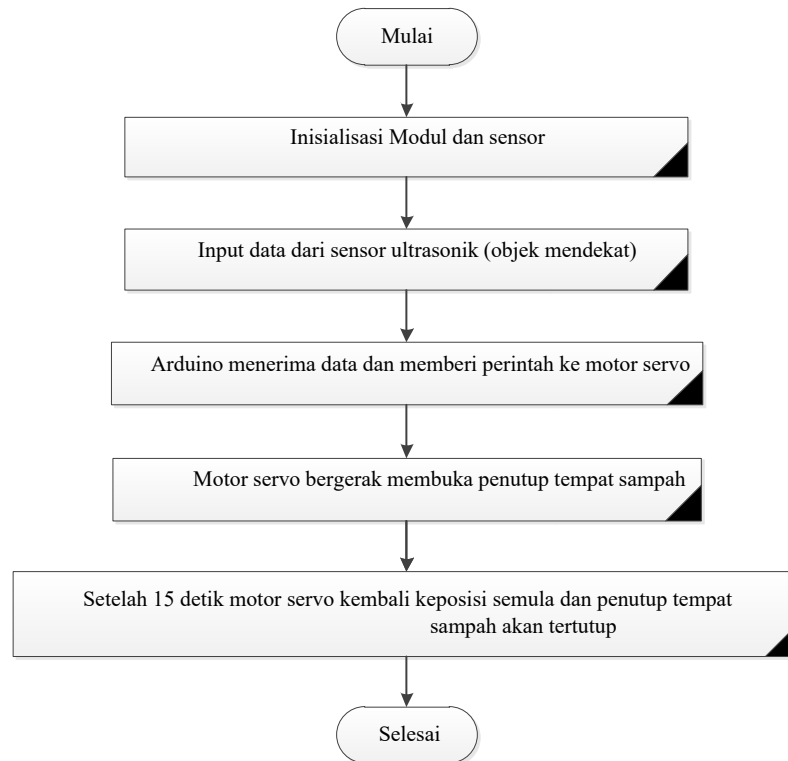 Mulai
Inisialisasi Modul dan sensor
Input data dari sensor ultrasonik (objek mendekat)
Arduino menerima data dan memberi perintah ke motor servo
Motor servo bergerak membuka penutup tempat sampah
Setelah 15 detik motor servo kembali keposisi semula dan penutup tempat
sampah akan tertutup
Selesai